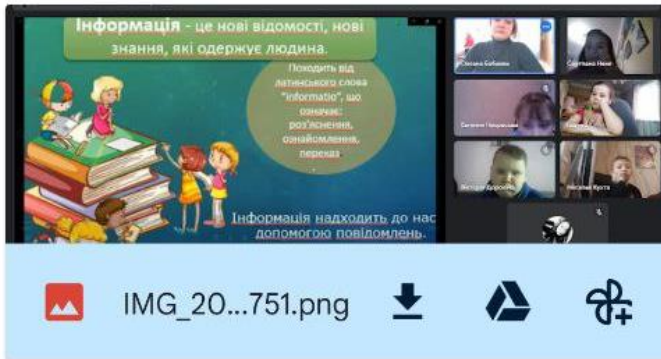 Інформація - це нові відомості, нові
знання, які одержує людина.
Походить від
латинського слова
"informatio", що
означає:
роз'яснення,
ознайомлення,
переказ
Інформація надходить до нас
допомогою повідомлень.
IMG_20...751.png